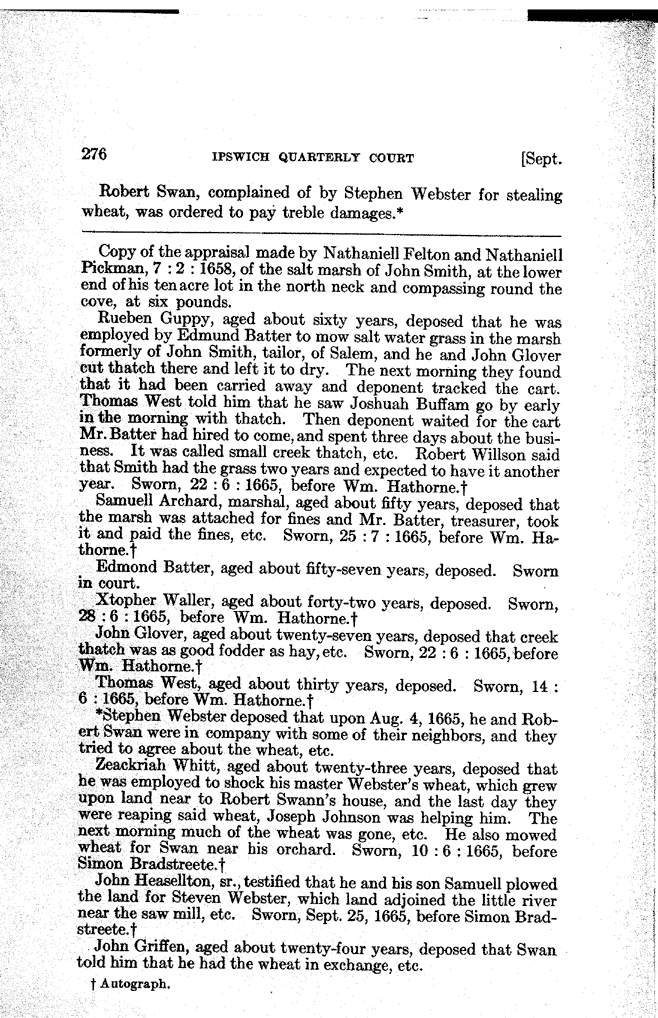 276 IPSWICH QUARTERLY COURT [Sept.
Robert Swan, complained of by Stephen Webster for stealing
wheat, was ordered to pay treble damages.*
Copy of the appraisal made by Nathaniell Felton and Nathaniell
Pickman, 7 : 2 : 1658, of the salt marsh of John Smith, at the lower
end of his ten acre lot in the north neck and compassing round the
cove, at six pounds.
Rueben Guppy, aged about sixty years, deposed that he was
employed by Edmund Batter to mow salt water grass in the marsh
formerly of John Smith, tailor, of Salem, and he and John Glover
cut thatch there and left it to dry. The next morning they found
that it had been carried away and deponent tracked the cart.
Thomas West told him that he saw Joshuah Buffam go by early
in the morning with thatch. Then deponent waited for the cart
Mr. Batter had hired to come, and spent three days about the busi-
ness. It was called small creek thatch, etc. Robert Willson said
that Smith had the grass two years and expected to have it another
year. Sworn, 22 : 6 : 1665, before Wm. Hathorne.†
Samuell Archard, marshal, aged about fifty years, deposed that
the marsh was attached for fines and Mr. Batter, treasurer, took
it and paid the fines, etc. Sworn, 25 : 7 : 1665, before Wm. Ha-
thorne.†
Edmond Batter, aged about fifty-seven years, deposed. Sworn
in court.
Xtopher Waller, aged about forty-two years, deposed. Sworn,
28 : 6 : 1665, before Wm. Hathorne.†
John Glover, aged about twenty-seven years, deposed that creek
thatch was as good fodder as hay, etc. Sworn, 22 : 6 : 1665, before
Wm. Hathorne.†
Thomas West, aged about thirty years, deposed. Sworn, 14 :
6 : 1665, before Wm. Hathorne.†
*Stephen Webster deposed that upon Aug. 4, 1665, he and Rob-
ert Swan were in company with some of their neighbors, and they
tried to agree about the wheat, etc.
Zeackriah Whitt, aged about twenty-three years, deposed that
he was employed to shock his master Webster's wheat, which grew
upon land near to Robert Swann's house, and the last day they
were reaping said wheat, Joseph Johnson was helping him. The
next morning much of the wheat was gone, etc. He also mowed
wheat for Swan near his orchard. Sworn, 10 : 6 : 1665, before
Simon Bradstreete.†
John Heasellton, sr., testified that he and his son Samuell plowed
the land for Steven Webster, which land adjoined the little river
near the saw mill, etc. Sworn, Sept. 25, 1665, before Simon Brad-
streete.†
John Griffen, aged about twenty-four years, deposed that Swan
told him that he had the wheat in exchange, etc.
† Autograph.